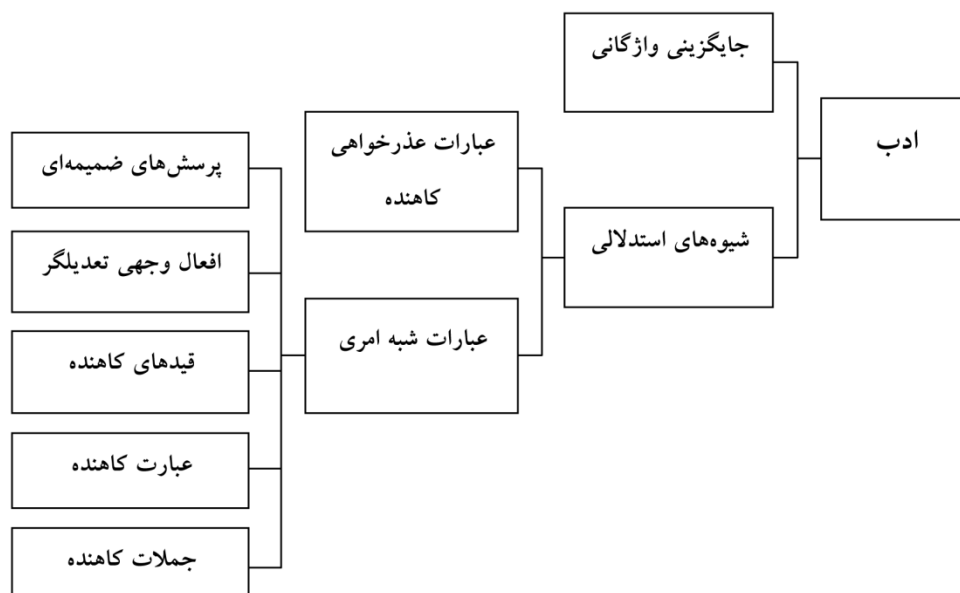 ادب
جایگزینی واژگانی
شیوه‌های استدلالی
عبارات عذرخواهی
کاهنده
عبارات شبه امری
پرسش‌های ضمیمه‌ای
افعال وجهی تعدیلگر
قیدهای کاهنده
عبارت کاهنده
جملات کاهنده